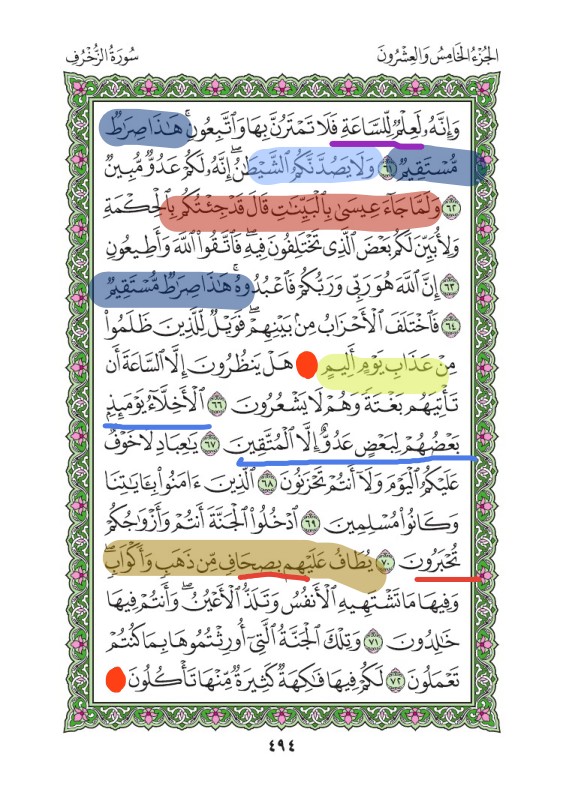 الجُزْءُ الخَامِسُ وَالعِشْرُونَ
سُورَةُ الزُّخْرُفِ
وَإِنَّهُۥ لَعِلْمٌ لِّلسَّاعَةِ فَلَا تَمْتَرُنَّ بِهَا وَٱتَّبِعُونِۚ هَٰذَا صِرَٰطٌ
مُّسْتَقِيمٌ ٦١ وَلَا يَصُدَّنَّكُمُ ٱلشَّيْطَٰنُۖ إِنَّهُۥ لَكُمْ عَدُوٌّ مُّبِينٌ
٦٢ وَلَمَّا جَآءَ عِيسَىٰ بِٱلْبَيِّنَٰتِ قَالَ قَدْ جِئْتُكُم بِٱلْحِكْمَةِ
وَلِأُبَيِّنَ لَكُم بَعْضَ ٱلَّذِى تَخْتَلِفُونَ فِيهِۖ فَٱتَّقُوا۟ ٱللَّهَ وَأَطِيعُونِ
٦٣ إِنَّ ٱللَّهَ هُوَ رَبِّى وَرَبُّكُمْ فَٱعْبُدُوهُۚ هَٰذَا صِرَٰطٌ مُّسْتَقِيمٌ
٦٤ فَٱخْتَلَفَ ٱلْأَحْزَابُ مِنۢ بَيْنِهِمْۖ فَوَيْلٌ لِّلَّذِينَ ظَلَمُوا۟
مِنْ عَذَابِ يَوْمٍ أَلِيمٍ هَلْ يَنظُرُونَ إِلَّا ٱلسَّاعَةَ أَن
تَأْتِيَهُم بَغْتَةً وَهُمْ لَا يَشْعُرُونَ ٦٦ ٱلْأَخِلَّآءُ يَوْمَئِذٍۭ
بَعْضُهُمْ لِبَعْضٍ عَدُوٌّ إِلَّا ٱلْمُتَّقِينَ ٦٧ يَٰعِبَادِ لَا خَوْفٌ
عَلَيْكُمُ ٱلْيَوْمَ وَلَآ أَنتُمْ تَحْزَنُونَ ٦٨ ٱلَّذِينَ ءَامَنُوا۟ بِـَٔايَٰتِنَا
وَكَانُوا۟ مُسْلِمِينَ ٦٩ ٱدْخُلُوا۟ ٱلْجَنَّةَ أَنتُمْ وَأَزْوَٰجُكُمْ
تُحْبَرُونَ ٧٠ يُطَافُ عَلَيْهِم بِصِحَافٍ مِّن ذَهَبٍ وَأَكْوَابٍۖ
وَفِيهَا مَا تَشْتَهِيهِ ٱلْأَنفُسُ وَتَلَذُّ ٱلْأَعْيُنُۖ وَأَنتُمْ فِيهَا
خَٰلِدُونَ ٧١ وَتِلْكَ ٱلْجَنَّةُ ٱلَّتِىٓ أُورِثْتُمُوهَا بِمَا كُنتُمْ
تَعْمَلُونَ ٧٢ لَكُمْ فِيهَا فَٰكِهَةٌ كَثِيرَةٌ مِّنْهَا تَأْكُلُونَ
٤٩٤